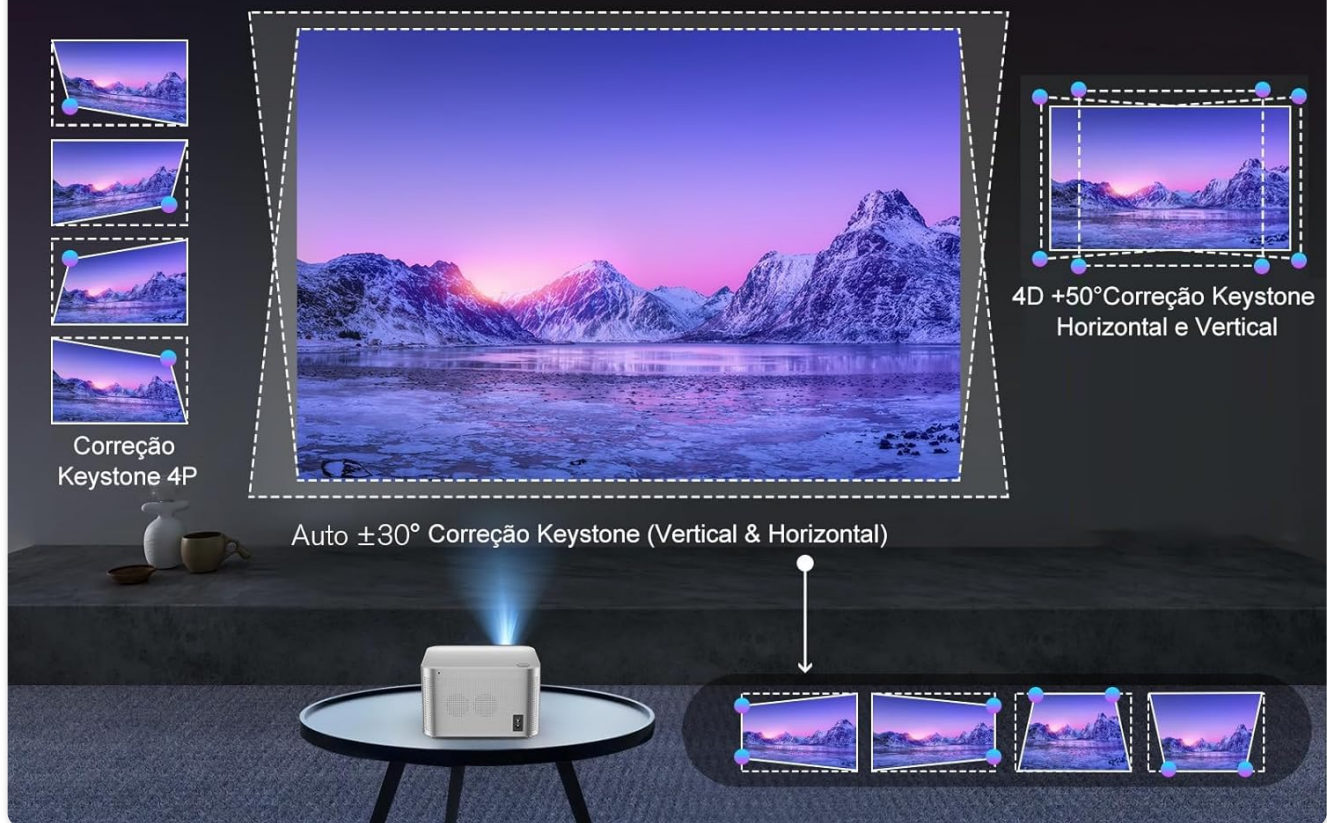 Correção
Keystone 4P
4D +50°Correção Keystone
Horizontal e Vertical
Auto ±30° Correção Keystone (Vertical & Horizontal)